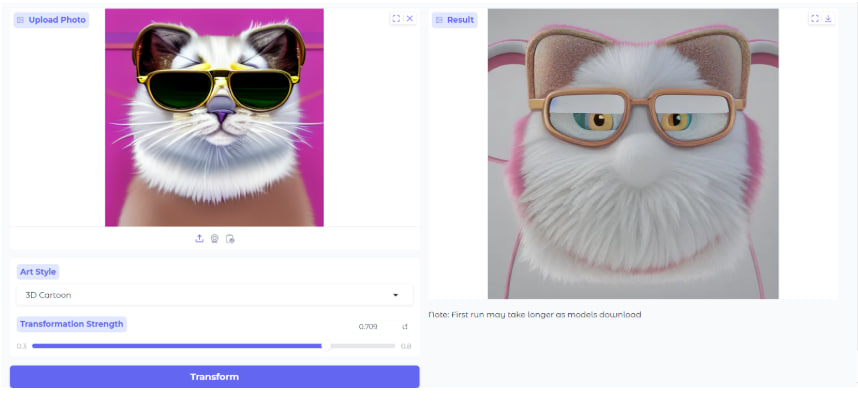 Upload Photo
Result
Art Style
3D Cartoon
Transformation Strength
0.709
0.3
0.8
Transform
Note: First run may take longer as models download